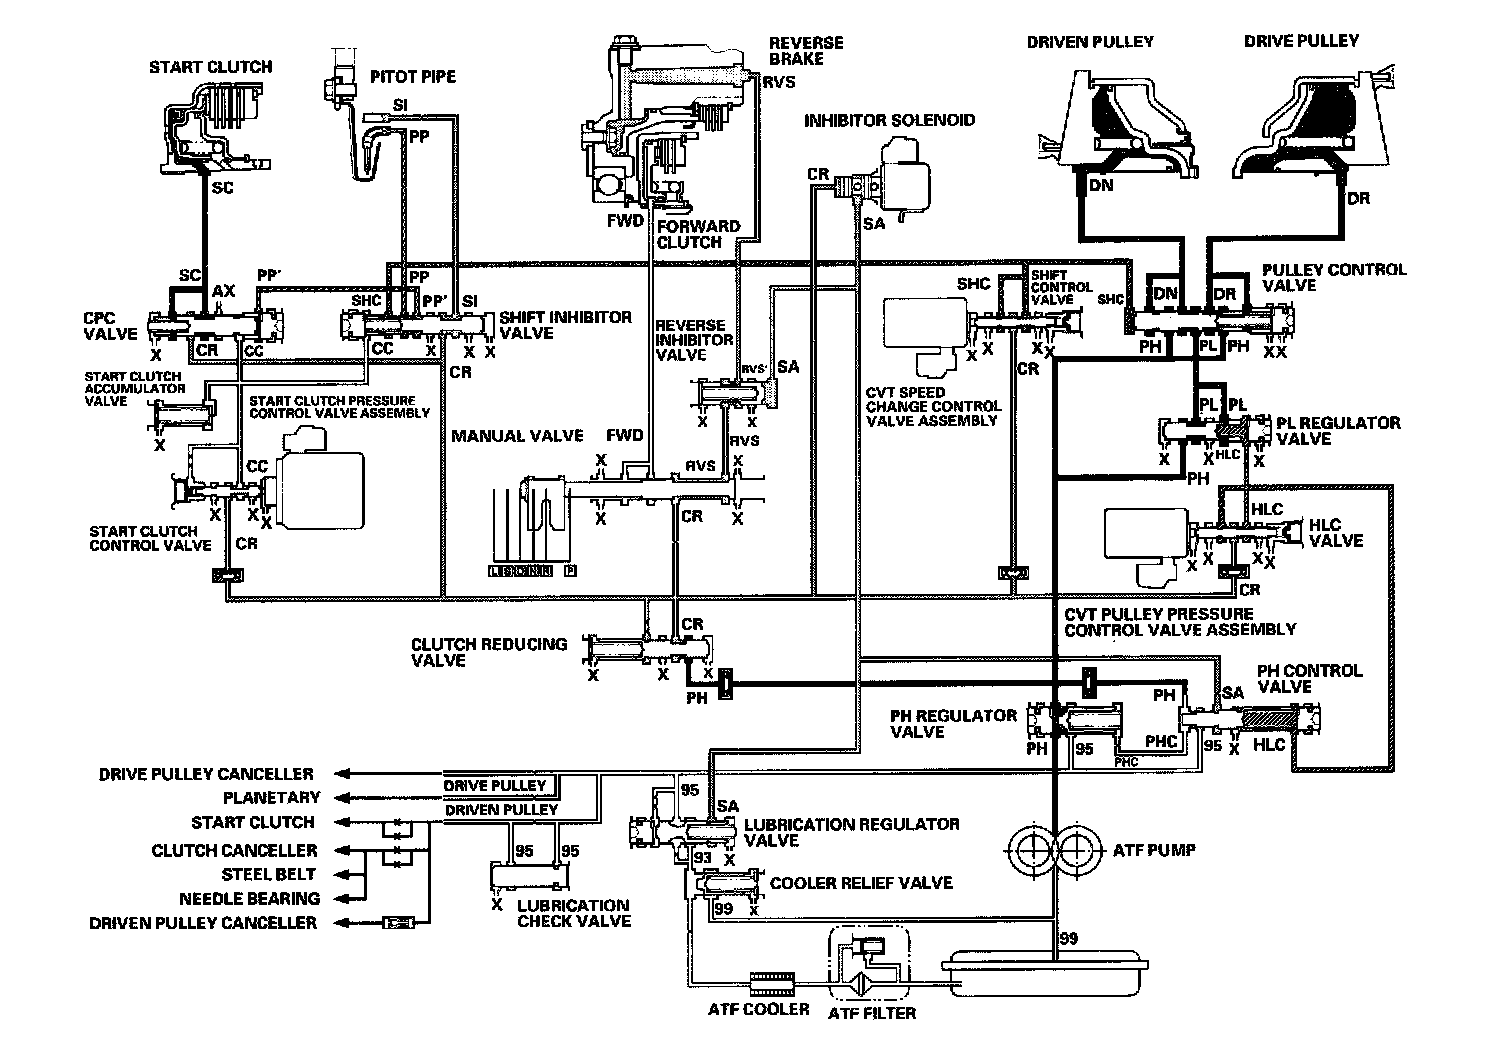 REVERSE
BRAKE
DRIVEN PULLEY
DRIVE PULLEY
START CLUTCH
PITOT PIPE
RVS
SI
PP
INHIBITOR SOLENOID
CR
SC
DN
DR
FWD
FORWARD
CLUTCH
SA
SC
PP'
PP
AX
SHC
PP'
SI
SHC
SHIFT
CONTROL
VALVE
SHC
DN
DR
PULLEY CONTROL
VALVE
CPC
VALVE
SHIFT INHIBITOR
VALVE
REVERSE
INHIBITOR
VALVE
X
CR
CC
CC
X
X
X
CR
RVS'
SA
X
X
X X
CR
PH
PL
PH
X X
START CLUTCH
ACCUMULATOR
VALVE
START CLUTCH PRESSURE
CONTROL VALVE ASSEMBLY
X
CVT SPEED
CHANGE CONTROL
VALVE ASSEMBLY
X
X
PL
PL
PL REGULATOR
VALVE
MANUAL VALVE
FWD
RVS
X
X
HLC
X
CC
X
RVS
X
PH
X
X
X
START CLUTCH
CONTROL VALVE
CR
X
CR
X
HLC
HLC
VALVE
X
X
X
X
L S D N R P
CR
CLUTCH REDUCING
VALVE
CR
CVT PULLEY PRESSURE
CONTROL VALVE ASSEMBLY
X
X
X
PH
PH
SA
PH CONTROL
VALVE
PH REGULATOR
VALVE
PH
95
PHC
PHC
95
X
HLC
DRIVE PULLEY CANCELLER
DRIVE PULLEY
PLANETARY
DRIVEN PULLEY
95
SA
START CLUTCH
LUBRICATION REGULATOR
VALVE
CLUTCH CANCELLER
95
95
93
X
ATF PUMP
STEEL BELT
COOLER RELIEF VALVE
NEEDLE BEARING
X
LUBRICATION
CHECK VALVE
99
X
DRIVEN PULLEY CANCELLER
99
ATF COOLER
ATF FILTER